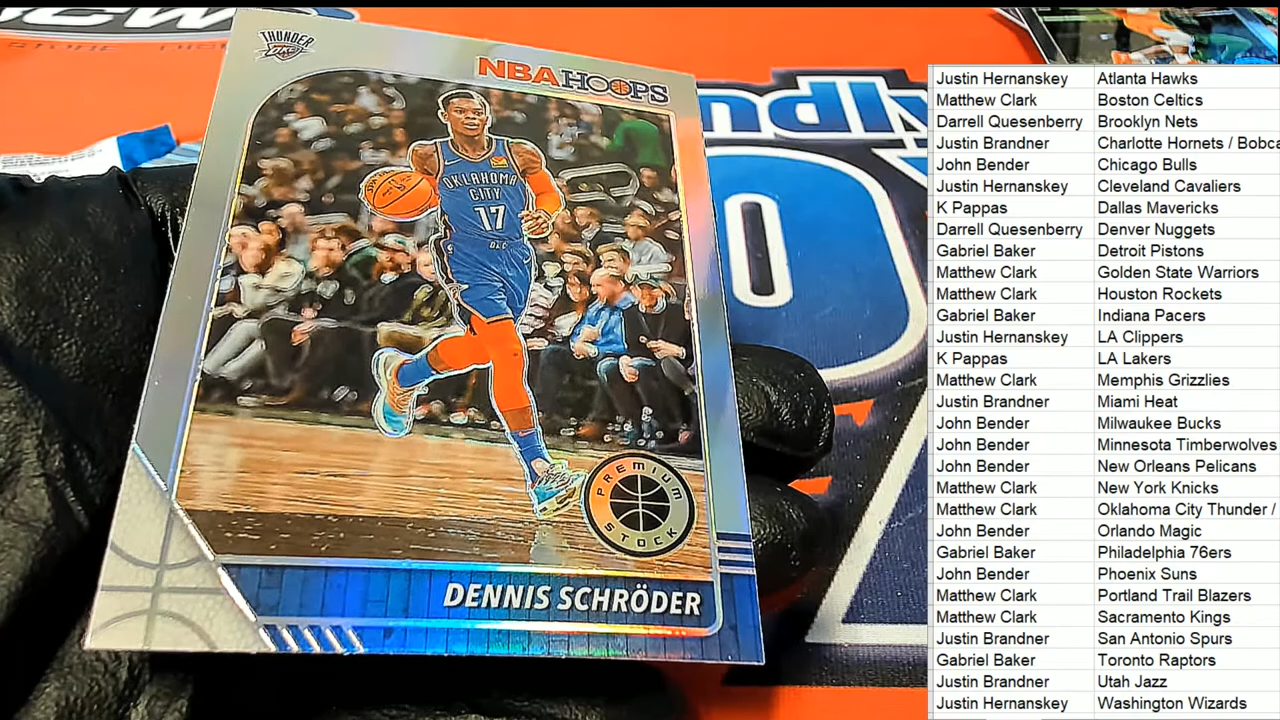 THUNDER
OKC
NBA HOOPS
SPALDING
OKLAHOMA
CITY
17
PREMIUM
STOCK
DENNIS SCHRÖDER
Justin Hernanskey Atlanta Hawks
Matthew Clark Boston Celtics
Darrell Quesenberry Brooklyn Nets
Justin Brandner Charlotte Hornets / Bobca
John Bender Chicago Bulls
Justin Hernanskey Cleveland Cavaliers
K Pappas Dallas Mavericks
Darrell Quesenberry Denver Nuggets
Gabriel Baker Detroit Pistons
Matthew Clark Golden State Warriors
Matthew Clark Houston Rockets
Gabriel Baker Indiana Pacers
Justin Hernanskey LA Clippers
K Pappas LA Lakers
Matthew Clark Memphis Grizzlies
Justin Brandner Miami Heat
John Bender Milwaukee Bucks
John Bender Minnesota Timberwolves
John Bender New Orleans Pelicans
Matthew Clark New York Knicks
Matthew Clark Oklahoma City Thunder /
John Bender Orlando Magic
Gabriel Baker Philadelphia 76ers
John Bender Phoenix Suns
Matthew Clark Portland Trail Blazers
Matthew Clark Sacramento Kings
Justin Brandner San Antonio Spurs
Gabriel Baker Toronto Raptors
Justin Brandner Utah Jazz
Justin Hernanskey Washington Wizards